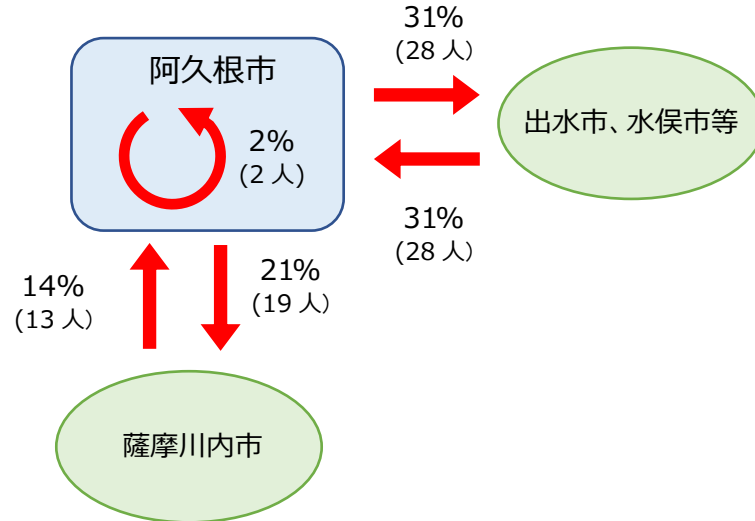 31%
(28 人)
阿久根市
出水市、水俣市等
2%
(2 人)
31%
(28 人)
14%
(13 人)
21%
(19 人)
薩摩川内市